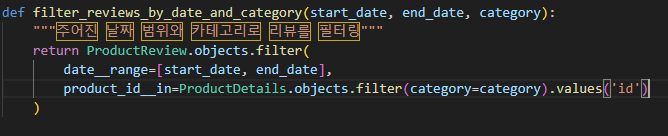 def filter_reviews_by_date_and_category(start_date, end_date, category):
    """주어진 날짜 범위와 카테고리로 리뷰를 필터링"""
    return ProductReview.objects.filter(
        date__range=[start_date, end_date],
        product_id__in=ProductDetails.objects.filter(category=category).values('id')
    )